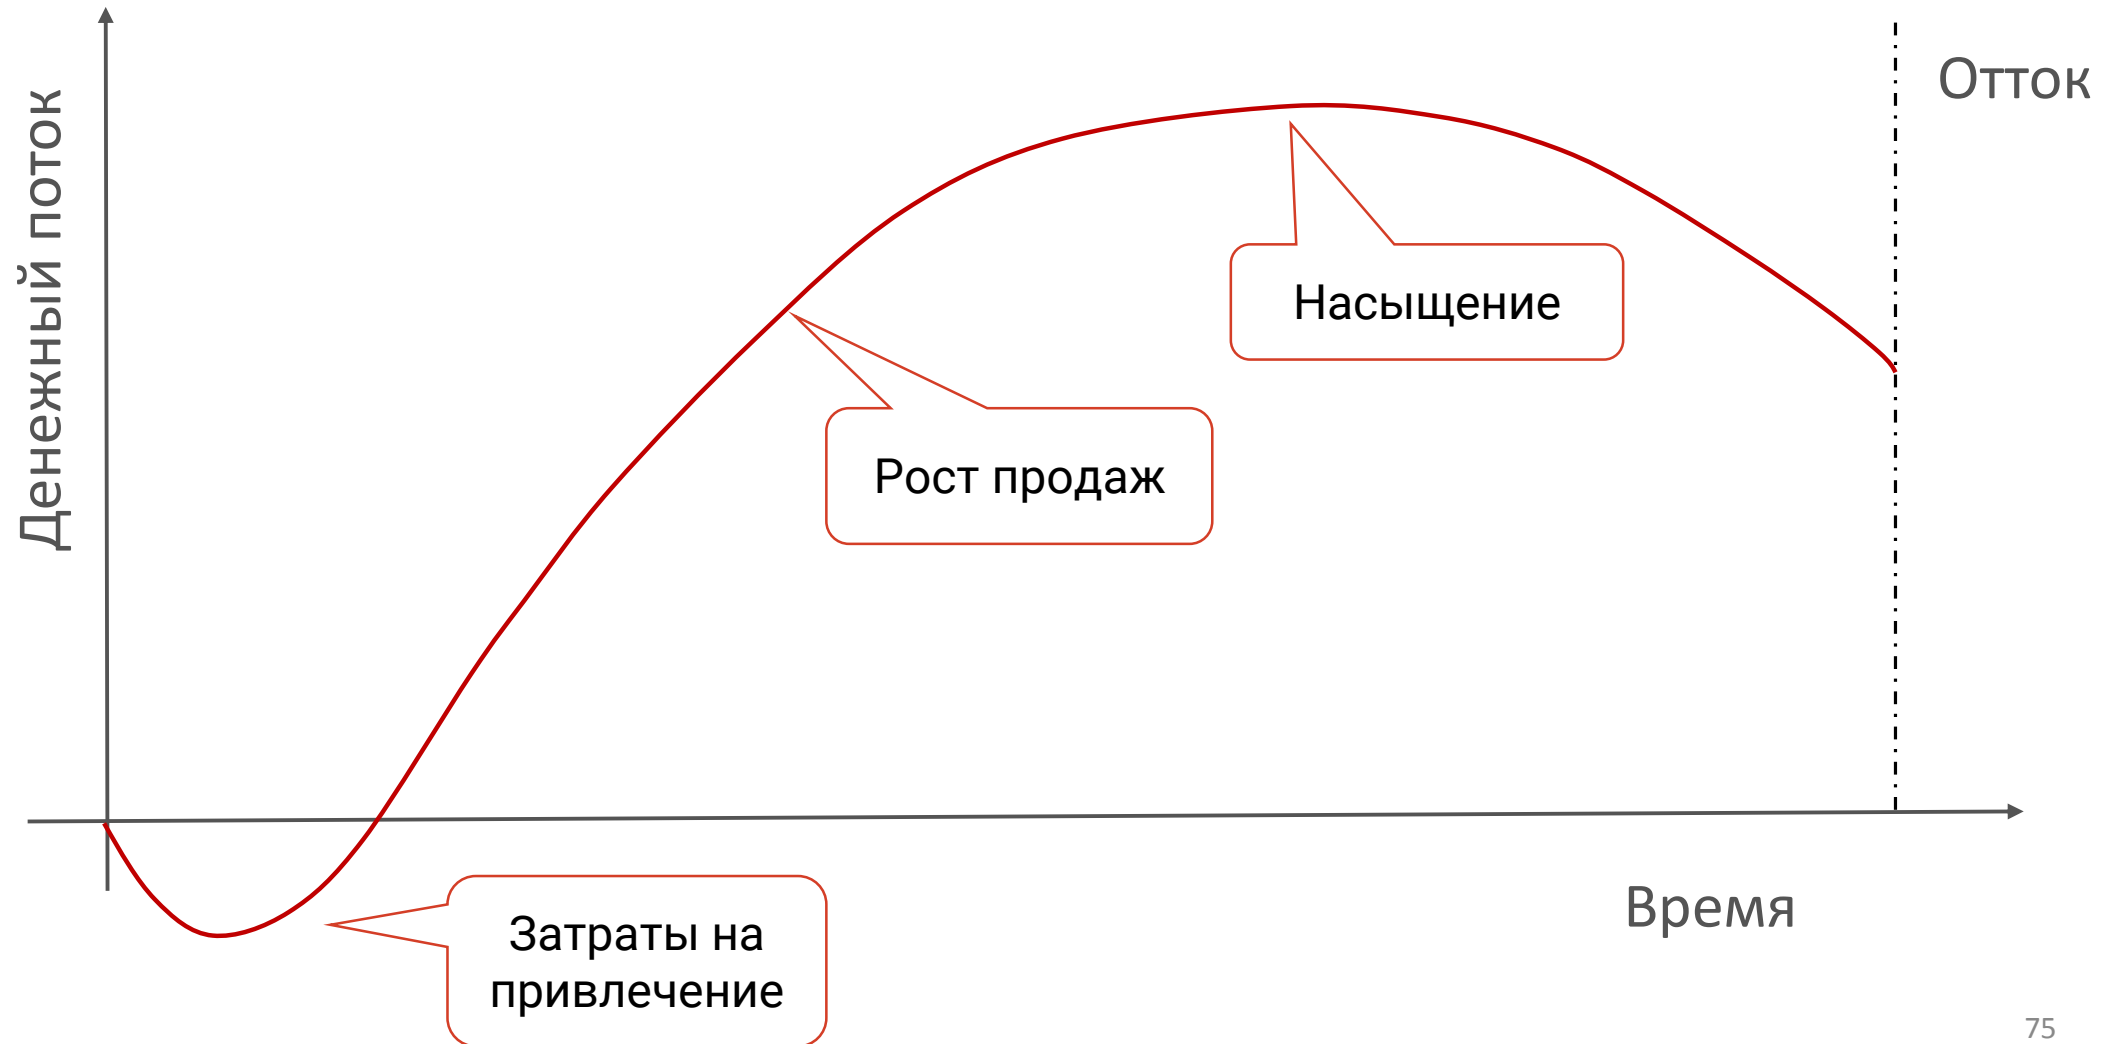 Денежный поток
Отток
Насыщение
Рост продаж
Затраты на
привлечение
Время
75